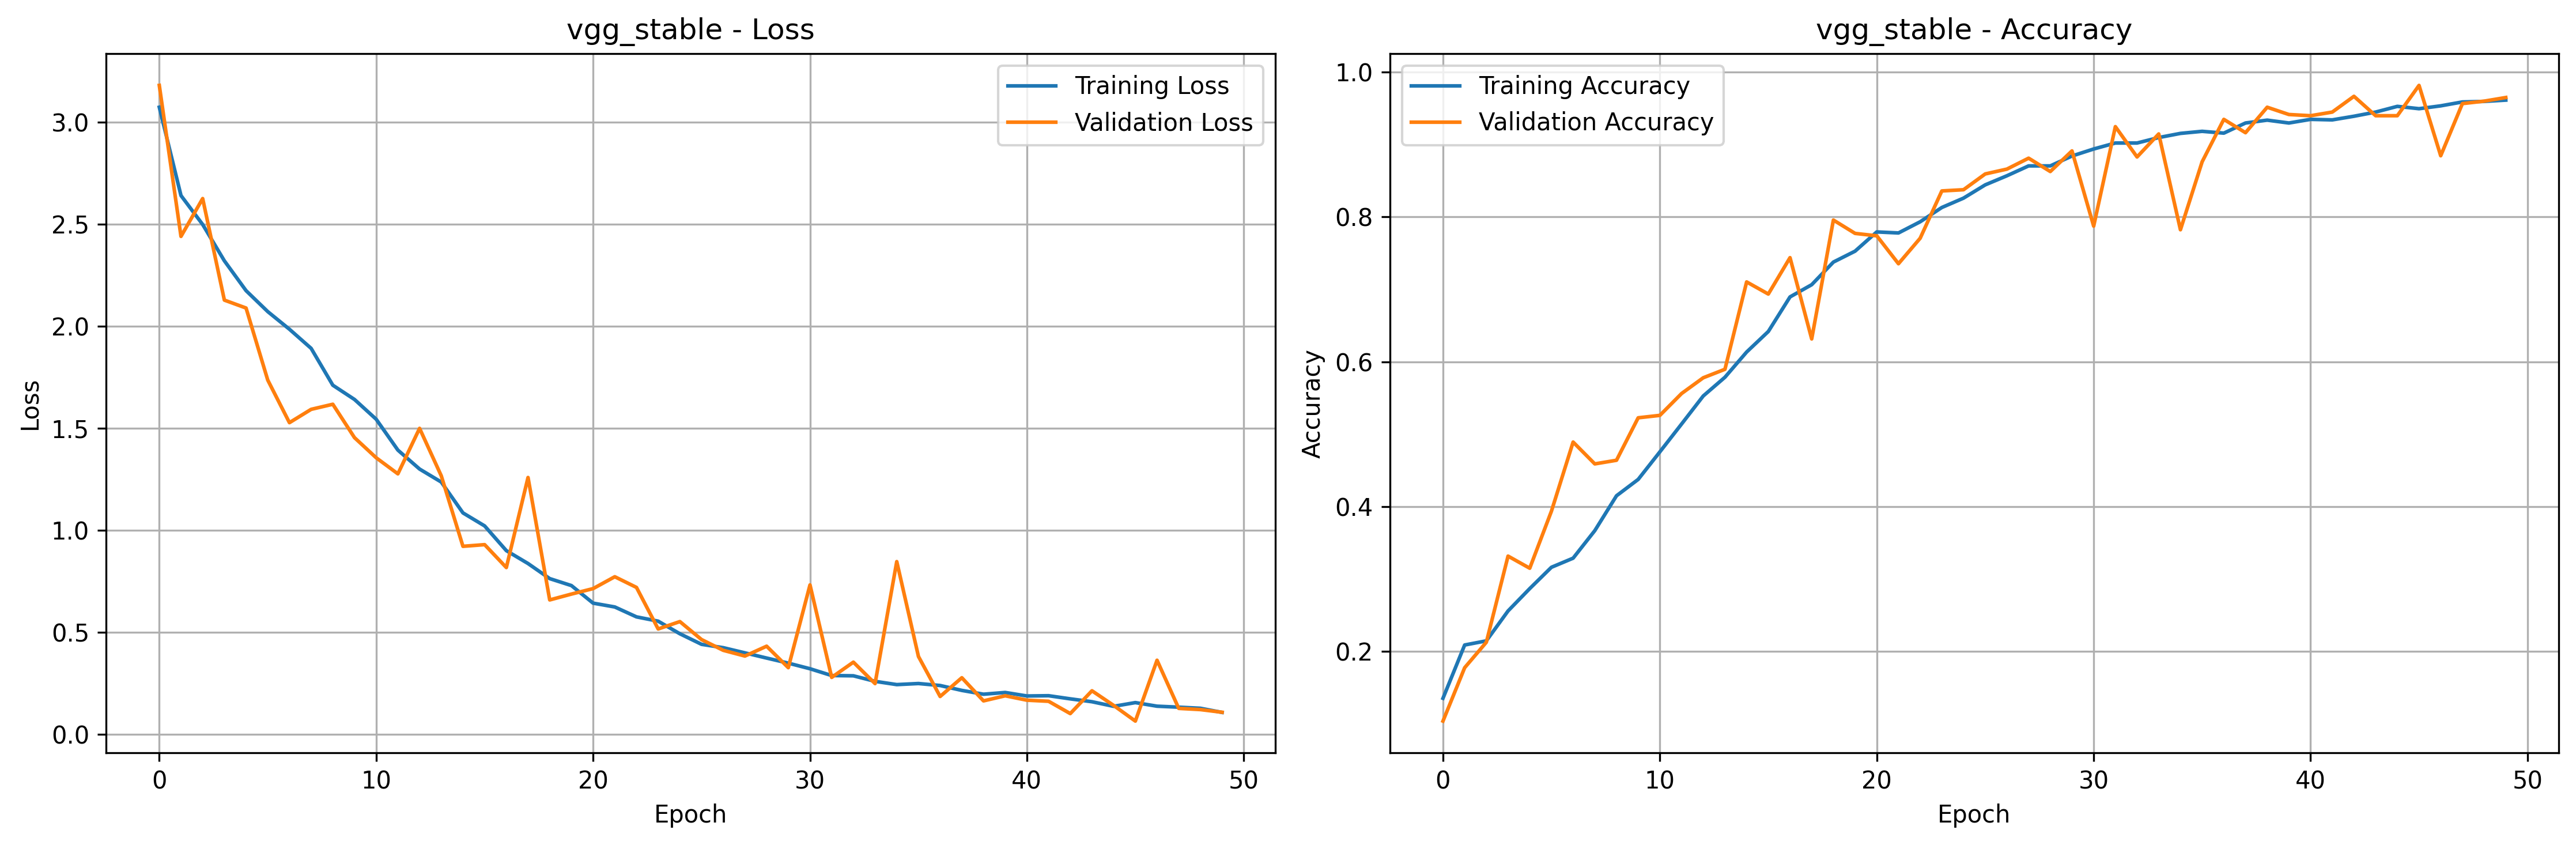 vgg_stable - Loss
Training Loss
Validation Loss
3.0
2.5
2.0
1.5
1.0
0.5
0.0
Loss
0 10 20 30 40 50
Epoch
vgg_stable - Accuracy
Training Accuracy
Validation Accuracy
1.0
0.8
0.6
0.4
0.2
Accuracy
0 10 20 30 40 50
Epoch